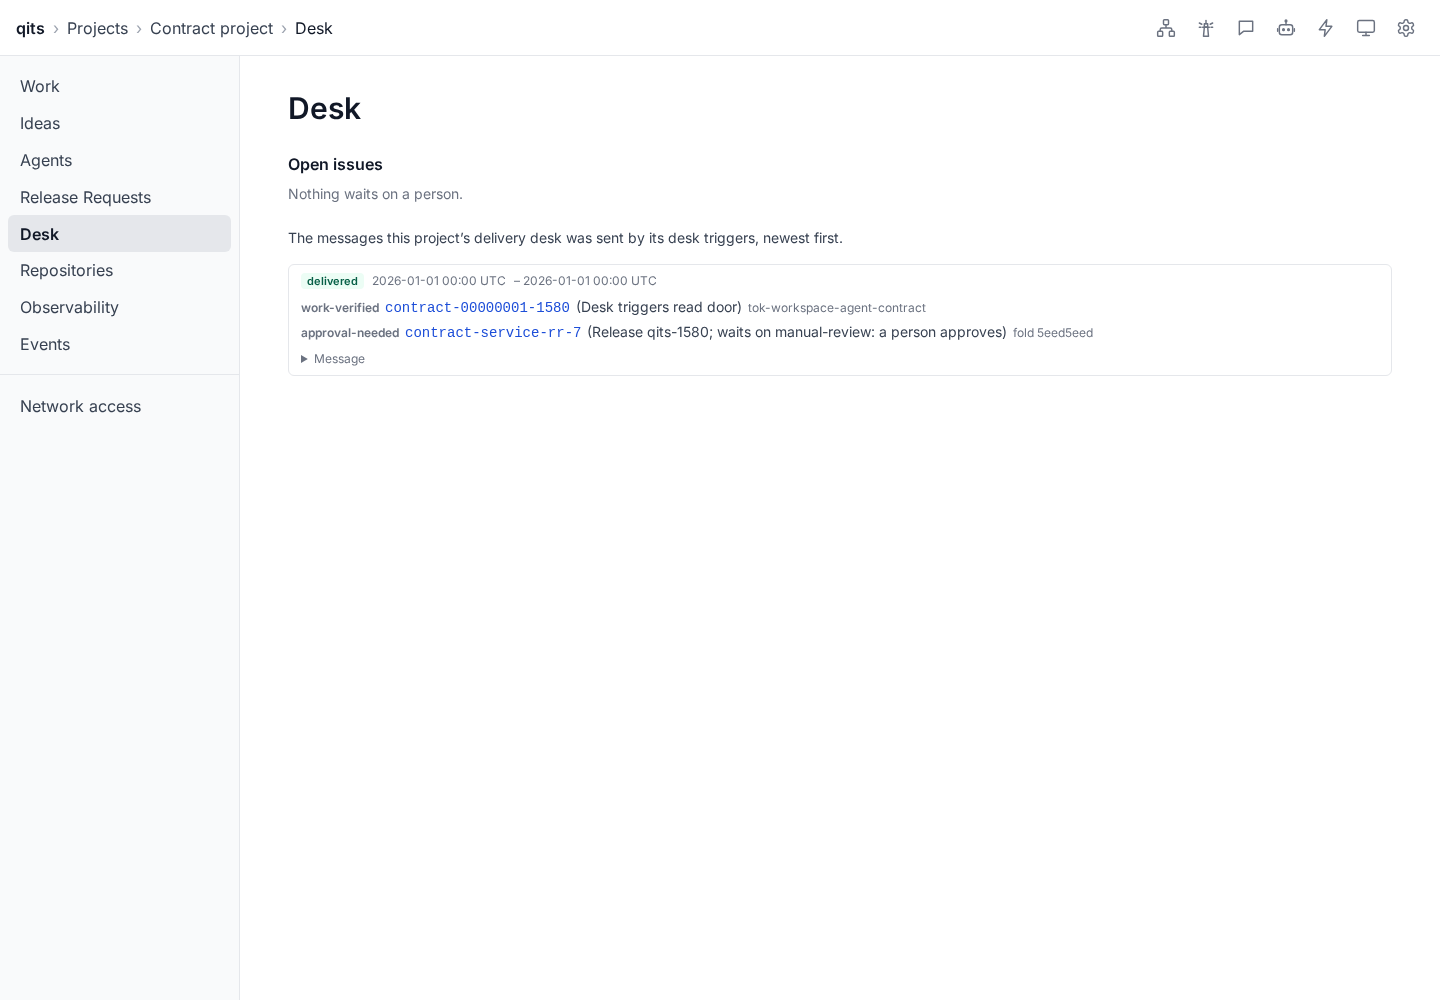 qits › Projects › Contract project › Desk
Work
Ideas
Agents
Release Requests
Desk
Repositories
Observability
Events
Network access
Desk
Open issues
Nothing waits on a person.
The messages this project’s delivery desk was sent by its desk triggers, newest first.
delivered 2026-01-01 00:00 UTC – 2026-01-01 00:00 UTC
work-verified contract-00000001-1580 (Desk triggers read door) tok-workspace-agent-contract
approval-needed contract-service-rr-7 (Release qits-1580; waits on manual-review: a person approves) fold 5eed5eed
Message